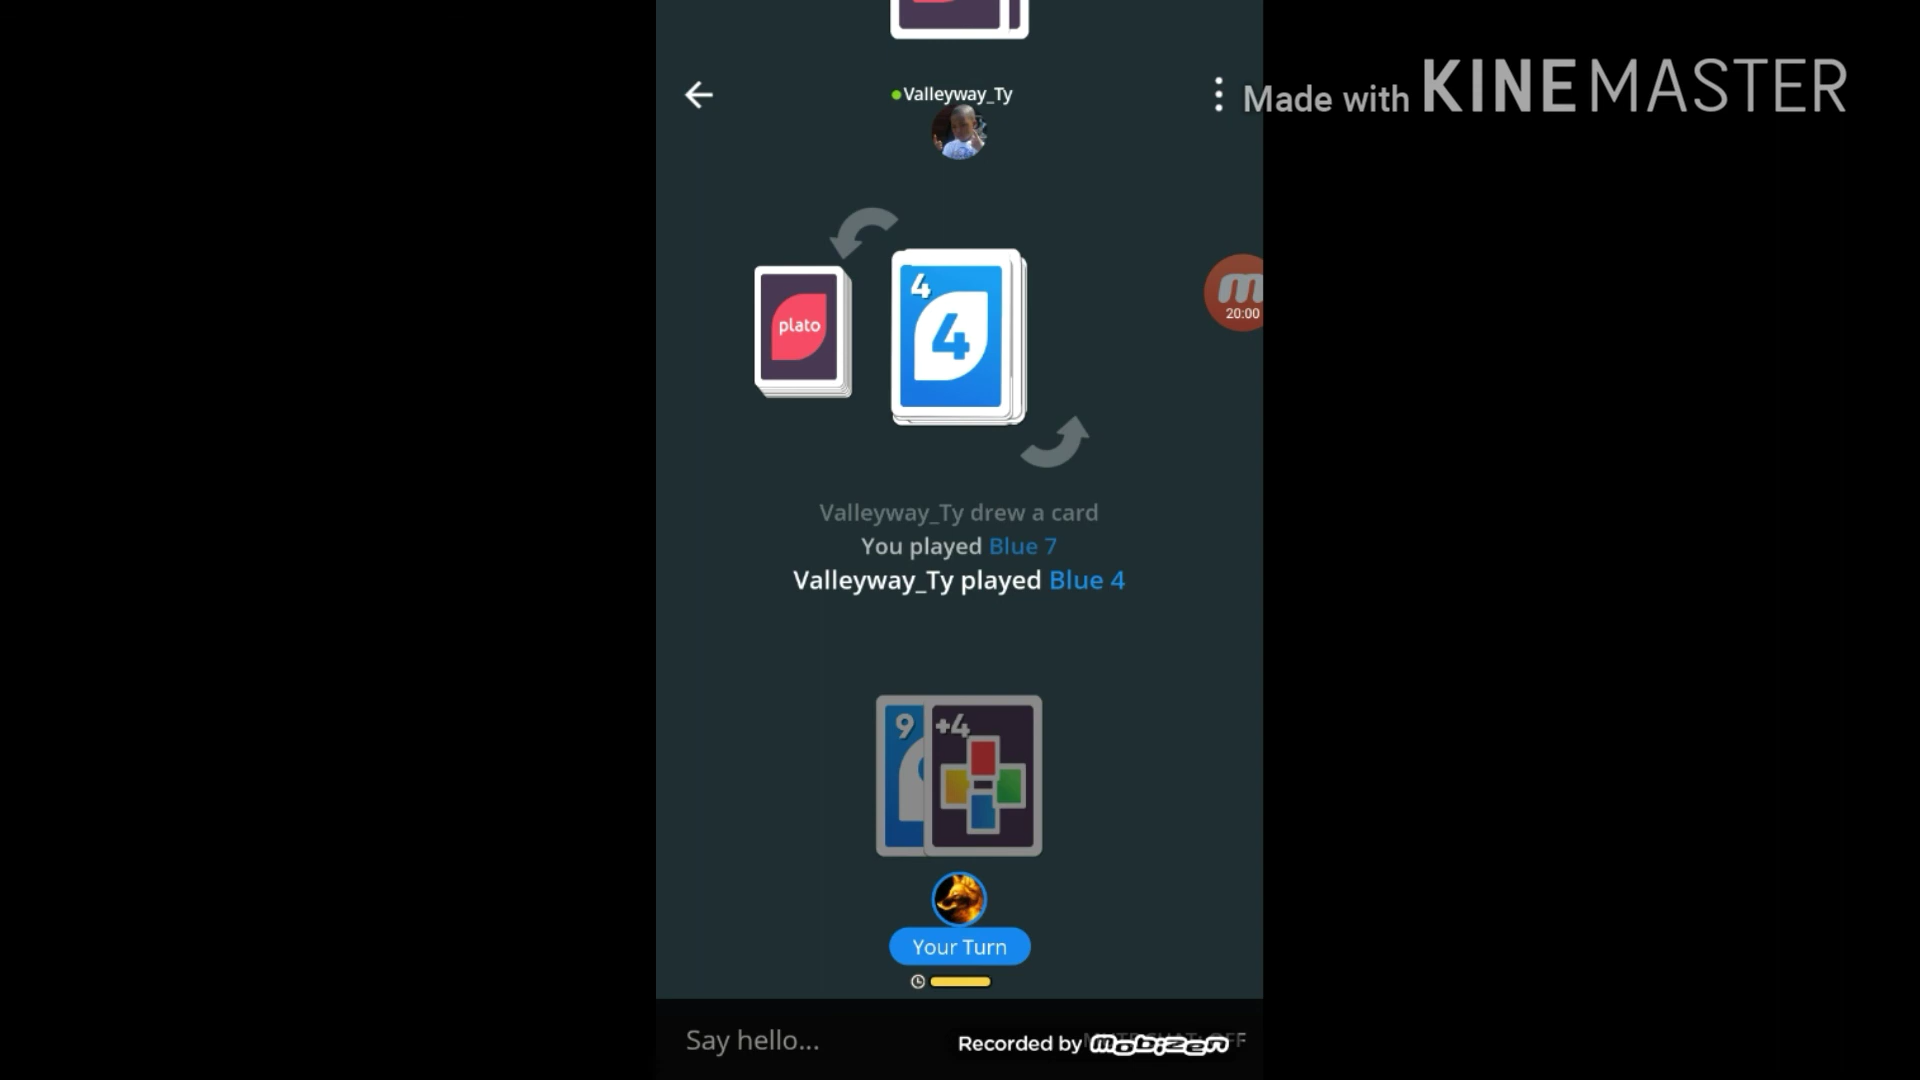 Valleyway_Ty
Made with KINEMASTER
4
4
plato
20:00
Valleyway_Ty drew a card
You played Blue 7
Valleyway_Ty played Blue 4
9
+4
Your Turn
Say hello...
Recorded by mobizen